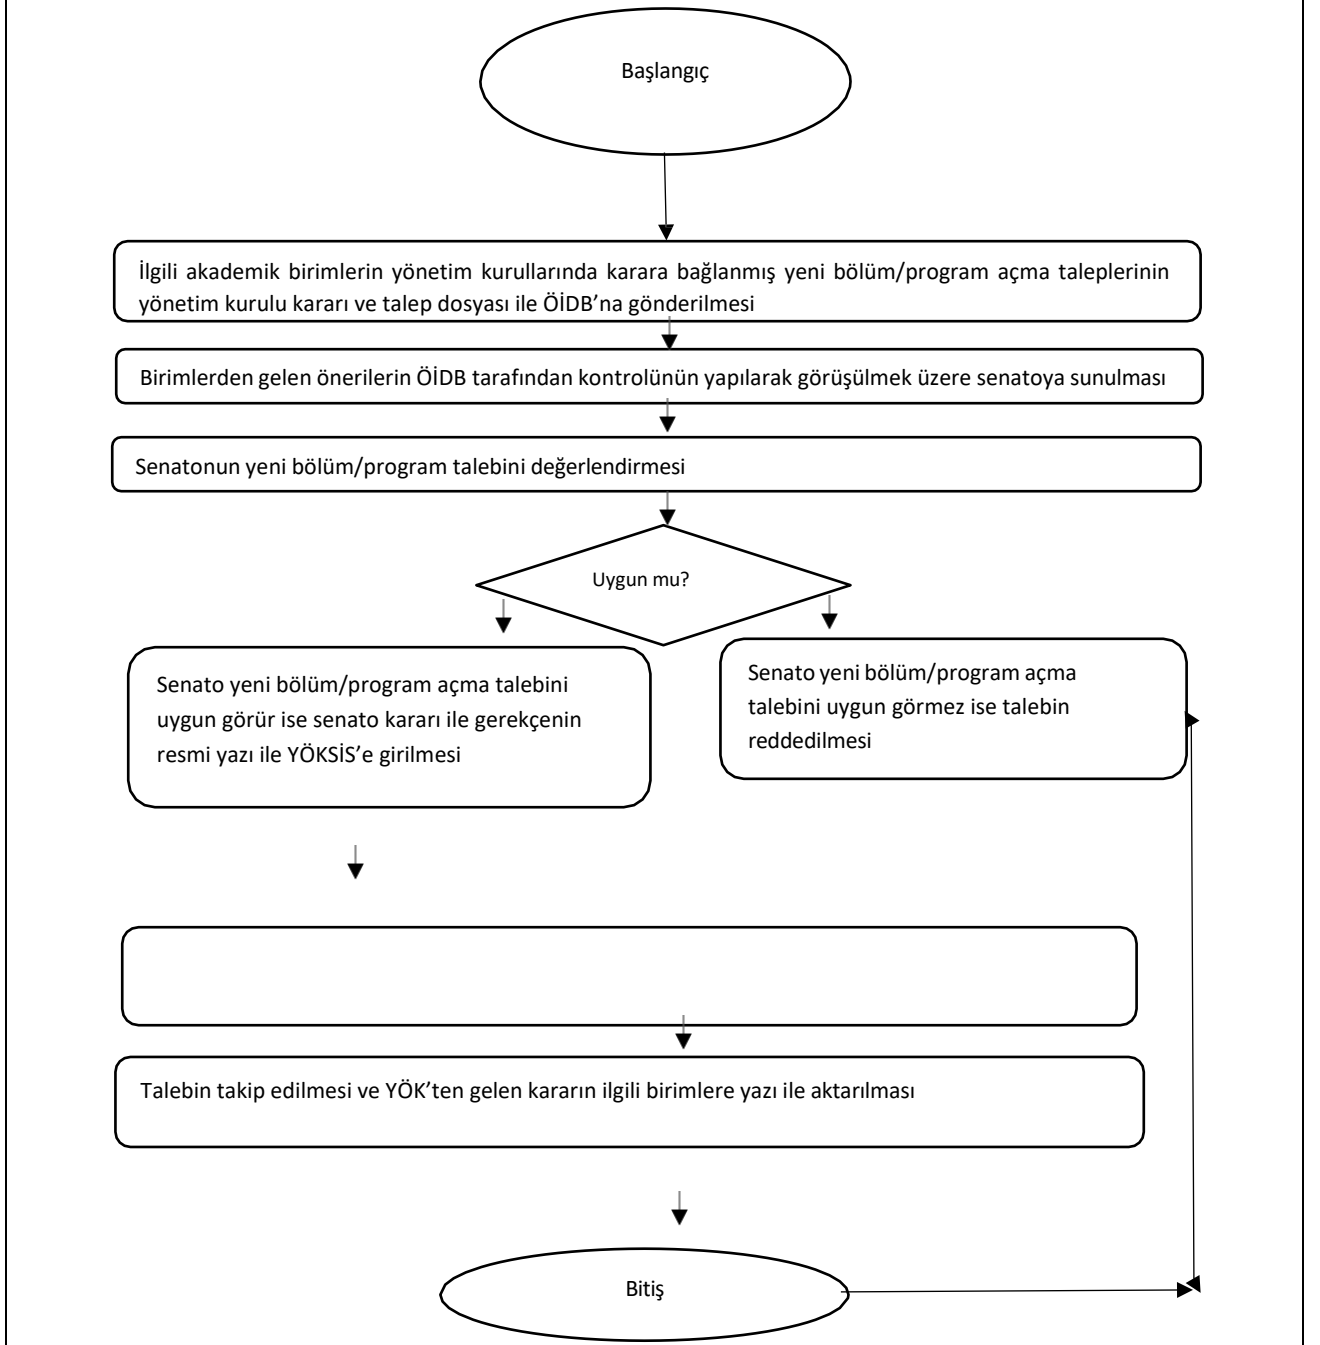 Başlangıç
İlgili akademik birimlerin yönetim kurullarında karara bağlanmış yeni bölüm/program açma taleplerinin
yönetim kurulu kararı ve talep dosyası ile ÖİDB’na gönderilmesi
Birimlerden gelen önerilerin ÖİDB tarafından kontrolünün yapılarak görüşülmek üzere senatoya sunulması
Senatonun yeni bölüm/program talebini değerlendirmesi
Uygun mu?
Senato yeni bölüm/program açma talebini
uygun görür ise senato kararı ile gerekçenin
resmi yazı ile YÖKSİS’e girilmesi
Senato yeni bölüm/program açma
talebini uygun görmez ise talebin
reddedilmesi
Talebin takip edilmesi ve YÖK’ten gelen kararın ilgili birimlere yazı ile aktarılması
Bitiş